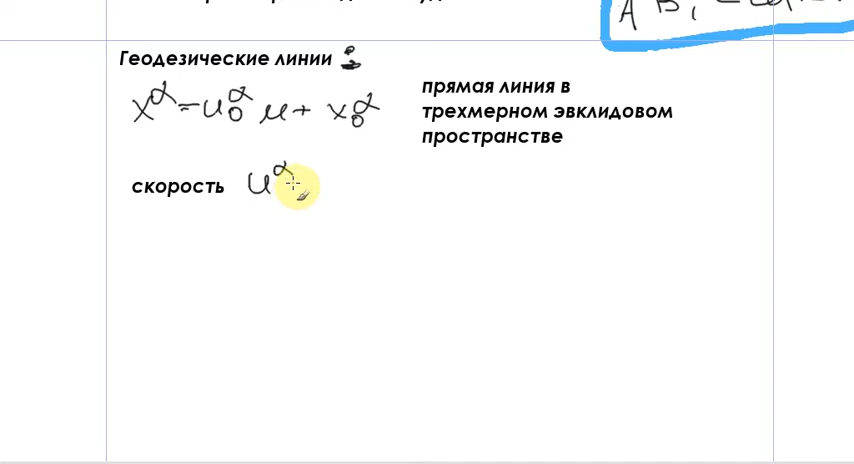 A B, =
Геодезические линии :
x^α = u₀^α μ + x₀^α
прямая линия в
трехмерном эвклидовом
пространстве
скорость u^α